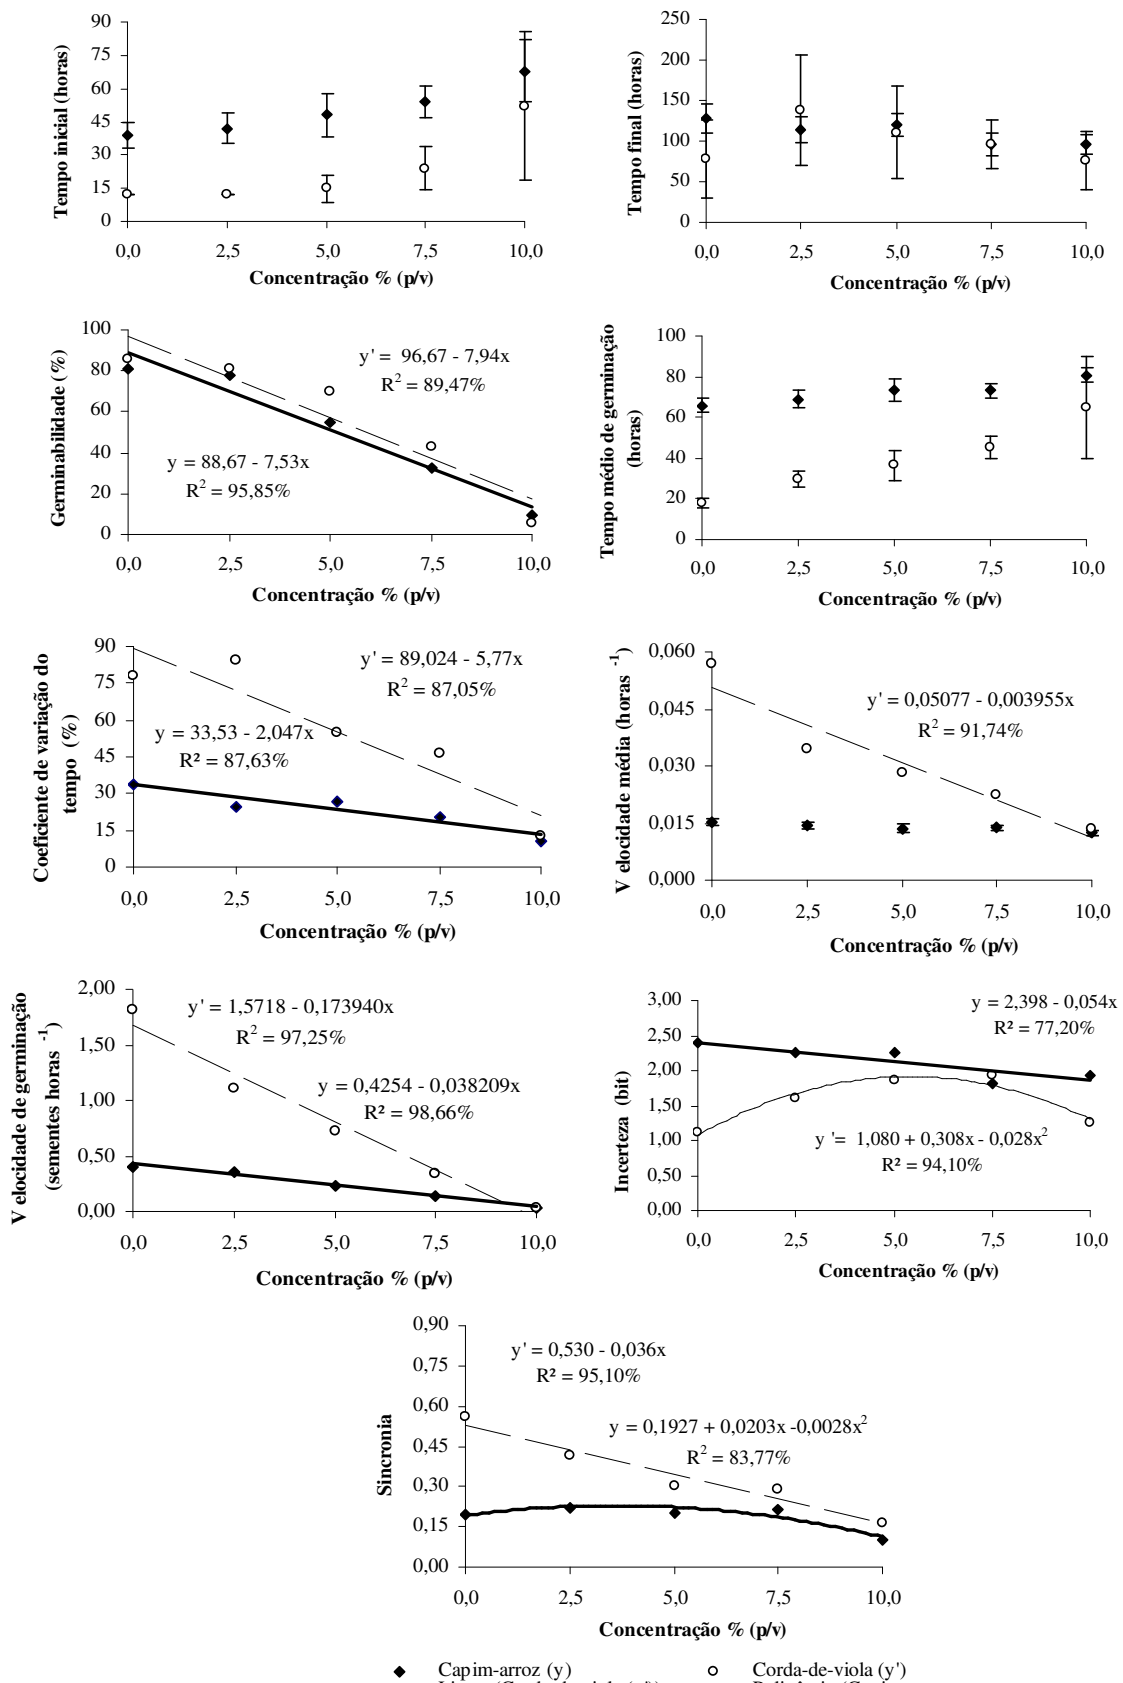 Tempo inicial (horas)
90
75
60
45
30
15
0
0,0 2,5 5,0 7,5 10,0
Concentração % (p/v)
Tempo final (horas)
250
200
150
100
50
0
0,0 2,5 5,0 7,5 10,0
Concentração % (p/v)
Germinabilidade (%)
100
80
60
40
20
0
y' = 96,67 - 7,94x
R² = 89,47%
y = 88,67 - 7,53x
R² = 95,85%
0,0 2,5 5,0 7,5 10,0
Concentração % (p/v)
Tempo médio de germinação
(horas)
100
80
60
40
20
0
0,0 2,5 5,0 7,5 10,0
Concentração % (p/v)
Coeficiente de variação do
tempo (%)
90
75
60
45
30
15
0
y' = 89,024 - 5,77x
R² = 87,05%
y = 33,53 - 2,047x
R² = 87,63%
0,0 2,5 5,0 7,5 10,0
Concentração % (p/v)
V elocidade média (horas ⁻¹)
0,060
0,045
0,030
0,015
0,000
y' = 0,05077 - 0,003955x
R² = 91,74%
0,0 2,5 5,0 7,5 10,0
Concentração % (p/v)
V elocidade de germinação
(sementes horas ⁻¹)
2,00
1,50
1,00
0,50
0,00
y' = 1,5718 - 0,173940x
R² = 97,25%
y = 0,4254 - 0,038209x
R² = 98,66%
0,0 2,5 5,0 7,5 10,0
Concentração % (p/v)
Incerteza (bit)
3,00
2,50
2,00
1,50
1,00
0,50
0,00
y = 2,398 - 0,054x
R² = 77,20%
y '= 1,080 + 0,308x - 0,028x²
R² = 94,10%
0,0 2,5 5,0 7,5 10,0
Concentração % (p/v)
Sincronia
0,90
0,75
0,60
0,45
0,30
0,15
0,00
y' = 0,530 - 0,036x
R² = 95,10%
y = 0,1927 + 0,0203x -0,0028x²
R² = 83,77%
0,0 2,5 5,0 7,5 10,0
Concentração % (p/v)
Capim-arroz (y) Corda-de-viola (y')